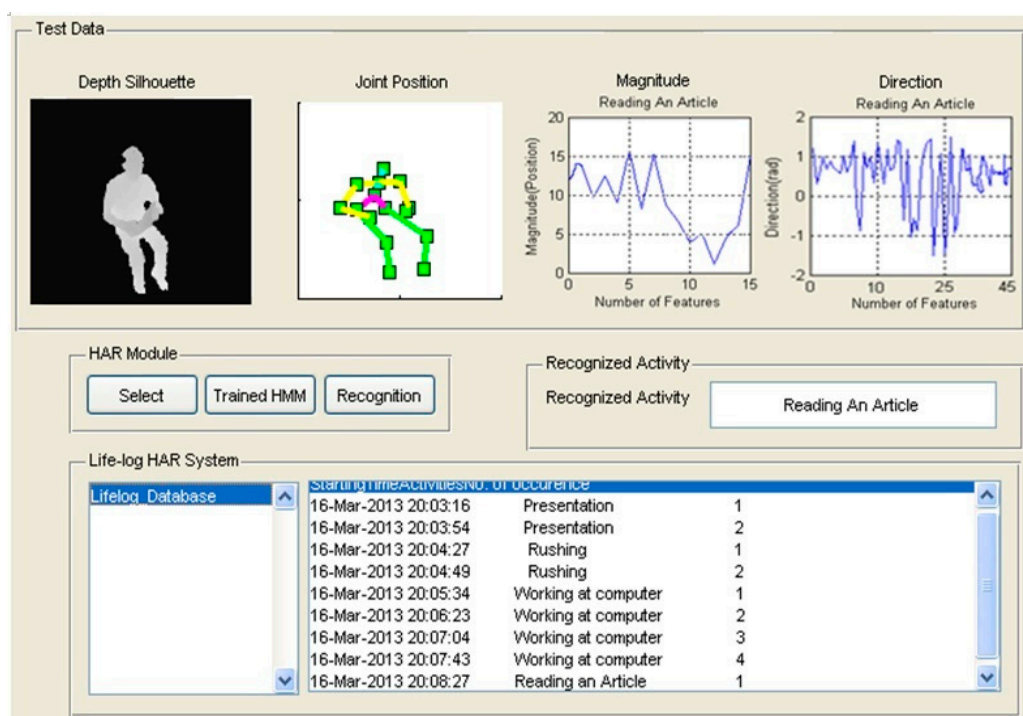 Test Data
Depth Silhouette
Joint Position
Magnitude
Reading An Article
20
15
10
5
0
Magnitude(Position)
0 5 10 15
Number of Features
Direction
Reading An Article
2
1
0
-1
-2
Direction(rad)
0 10 25 45
Number of Features
HAR Module
Select
Trained HMM
Recognition
Recognized Activity
Recognized Activity
Reading An Article
Life-log HAR System
Lifelog_Database
StartingTimeActivitiesNo. of occurence
16-Mar-2013 20:03:16 Presentation 1
16-Mar-2013 20:03:54 Presentation 2
16-Mar-2013 20:04:27 Rushing 1
16-Mar-2013 20:04:49 Rushing 2
16-Mar-2013 20:05:34 Working at computer 1
16-Mar-2013 20:06:23 Working at computer 2
16-Mar-2013 20:07:04 Working at computer 3
16-Mar-2013 20:07:43 Working at computer 4
16-Mar-2013 20:08:27 Reading an Article 1